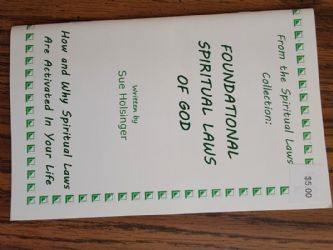 From the Spiritual Laws
Collection:
FOUNDATIONAL
SPIRITUAL LAWS
OF GOD
Written by
Sue Holsinger
How and Why Spiritual Laws
Are Activated In Your Life
$5.00